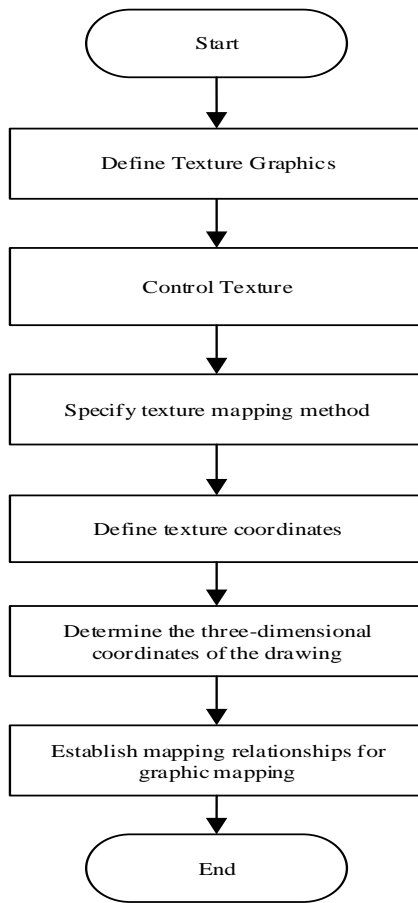 Start
Define Texture Graphics
Control Texture
Specify texture mapping method
Define texture coordinates
Determine the three-dimensional
coordinates of the drawing
Establish mapping relationships for
graphic mapping
End